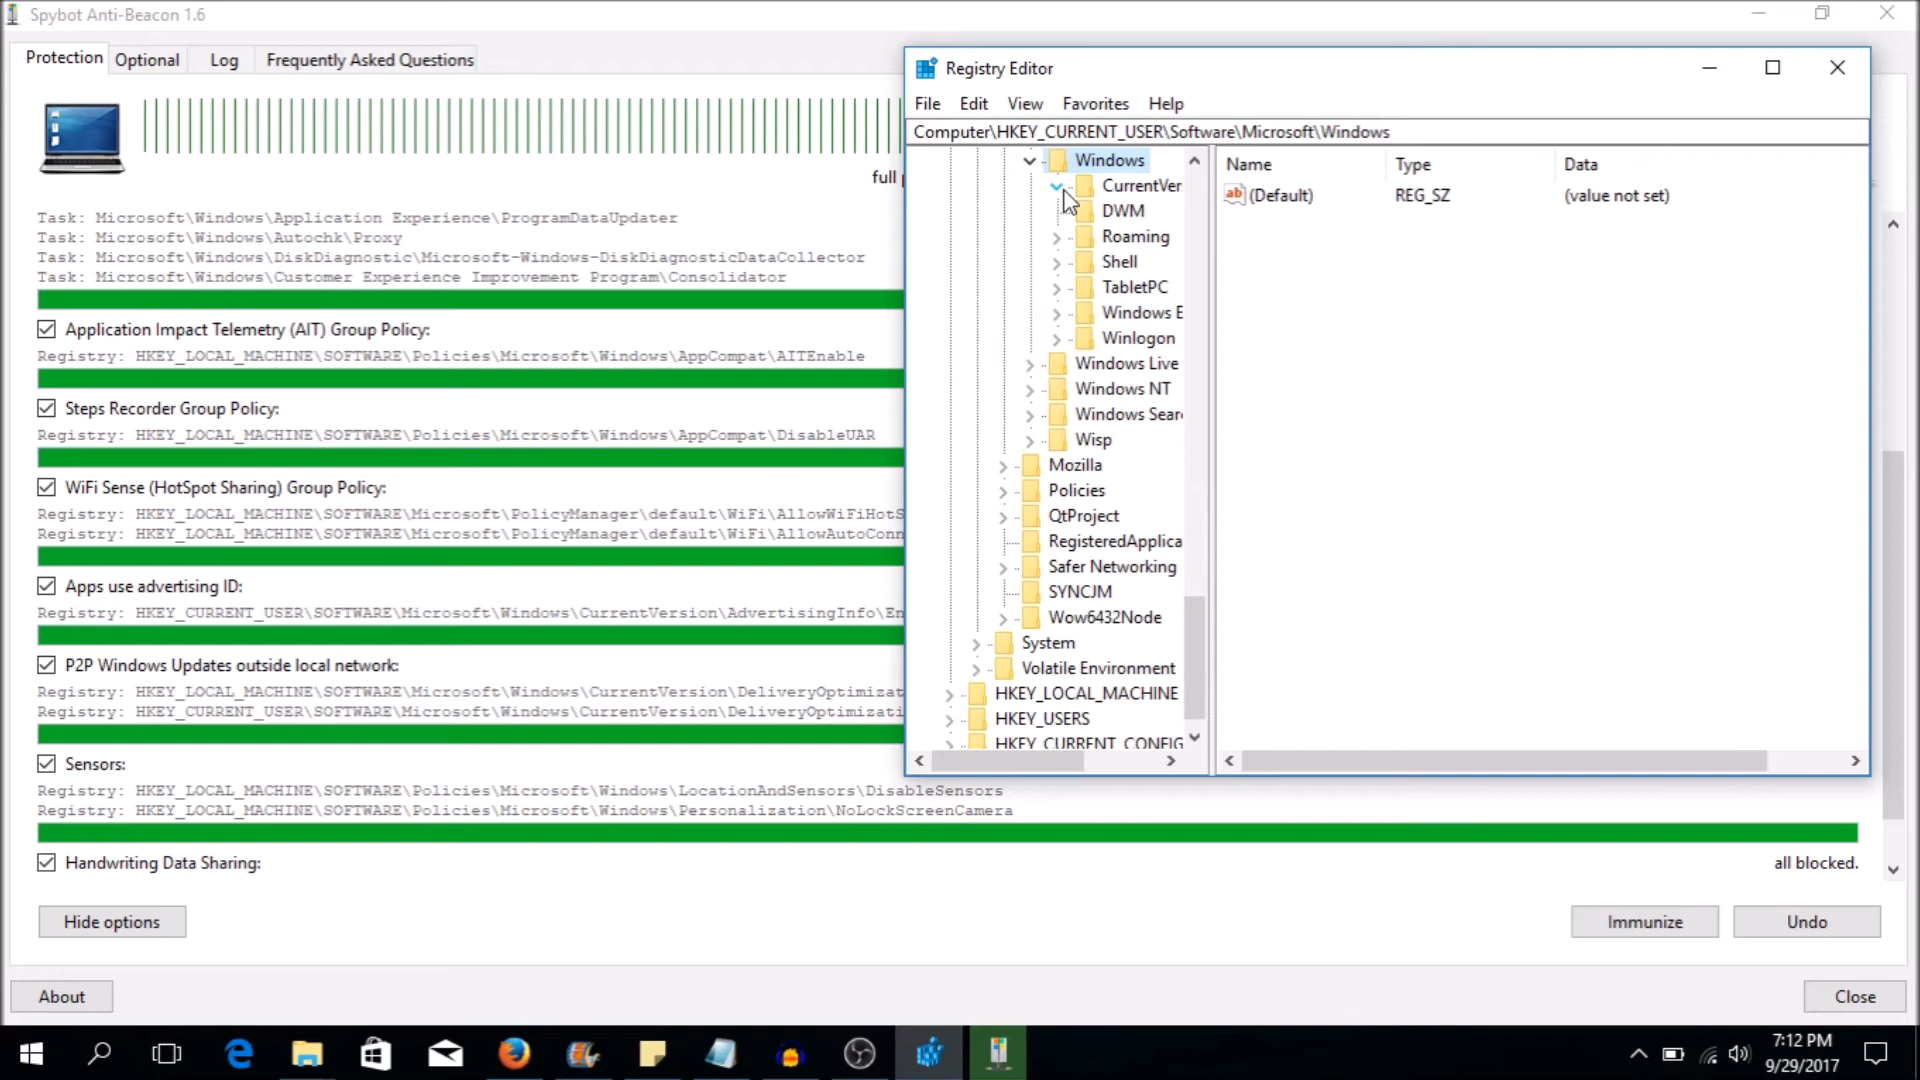 Spybot Anti-Beacon 1.6
Protection
Optional
Log
Frequently Asked Questions
full
Task: Microsoft\Windows\Application Experience\ProgramDataUpdater
Task: Microsoft\Windows\Autochk\Proxy
Task: Microsoft\Windows\DiskDiagnostic\Microsoft-Windows-DiskDiagnosticDataCollector
Task: Microsoft\Windows\Customer Experience Improvement Program\Consolidator
Application Impact Telemetry (AIT) Group Policy:
Registry: HKEY_LOCAL_MACHINE\SOFTWARE\Policies\Microsoft\Windows\AppCompat\AITEnable
Steps Recorder Group Policy:
Registry: HKEY_LOCAL_MACHINE\SOFTWARE\Policies\Microsoft\Windows\AppCompat\DisableUAR
WiFi Sense (HotSpot Sharing) Group Policy:
Registry: HKEY_LOCAL_MACHINE\SOFTWARE\Microsoft\PolicyManager\default\WiFi\AllowWiFiHotS
Registry: HKEY_LOCAL_MACHINE\SOFTWARE\Microsoft\PolicyManager\default\WiFi\AllowAutoConn
Apps use advertising ID:
Registry: HKEY_CURRENT_USER\SOFTWARE\Microsoft\Windows\CurrentVersion\AdvertisingInfo\En
P2P Windows Updates outside local network:
Registry: HKEY_LOCAL_MACHINE\SOFTWARE\Microsoft\Windows\CurrentVersion\DeliveryOptimizat
Registry: HKEY_CURRENT_USER\SOFTWARE\Microsoft\Windows\CurrentVersion\DeliveryOptimizati
Sensors:
Registry: HKEY_LOCAL_MACHINE\SOFTWARE\Policies\Microsoft\Windows\LocationAndSensors\DisableSensors
Registry: HKEY_LOCAL_MACHINE\SOFTWARE\Policies\Microsoft\Windows\Personalization\NoLockScreenCamera
Handwriting Data Sharing:
all blocked.
Hide options
Immunize
Undo
About
Close
Registry Editor
File Edit View Favorites Help
Computer\HKEY_CURRENT_USER\Software\Microsoft\Windows
Windows
CurrentVer
DWM
Roaming
Shell
TabletPC
Windows E
Winlogon
Windows Live
Windows NT
Windows Sear
Wisp
Mozilla
Policies
QtProject
RegisteredApplica
Safer Networking
SYNCJM
Wow6432Node
System
Volatile Environment
HKEY_LOCAL_MACHINE
HKEY_USERS
HKEY_CURRENT_CONFIG
Name Type Data
ab (Default) REG_SZ (value not set)
7:12 PM
9/29/2017